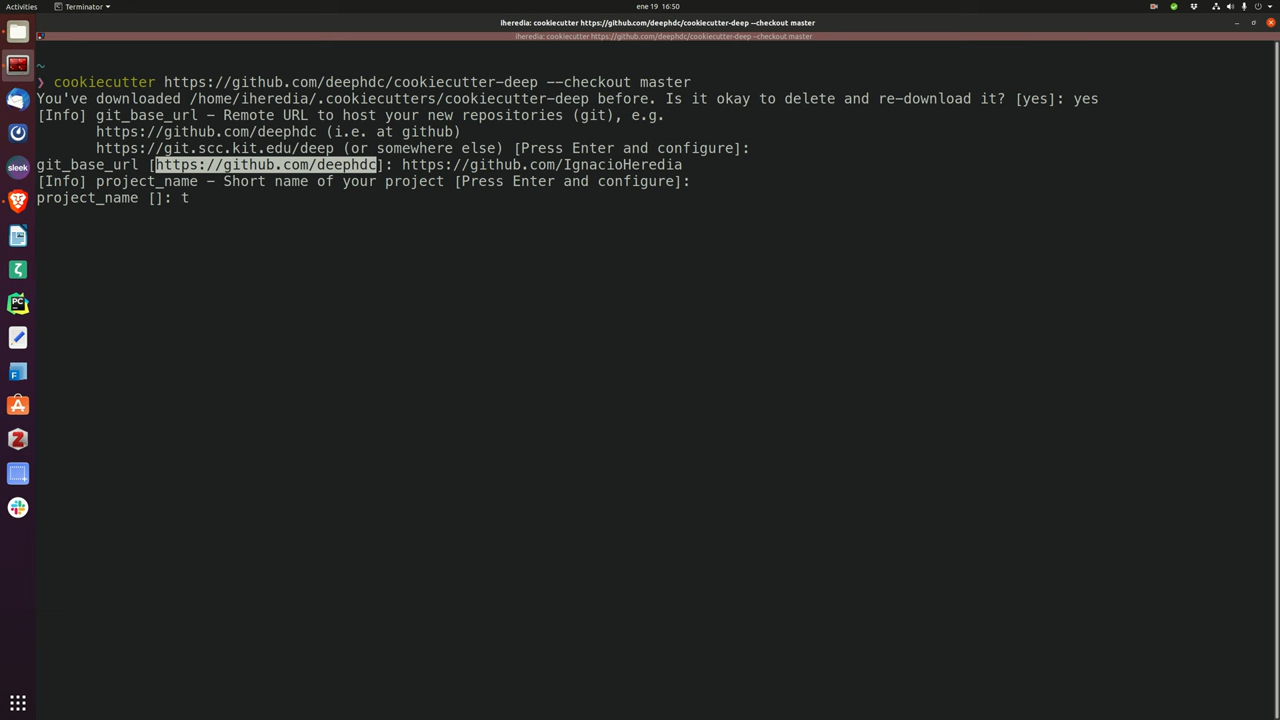 Activities
Terminator
ene 19 16:50
iheredia: cookiecutter https://github.com/deephdc/cookiecutter-deep --checkout master
iheredia: cookiecutter https://github.com/deephdc/cookiecutter-deep --checkout master
~
❯ cookiecutter https://github.com/deephdc/cookiecutter-deep --checkout master
You've downloaded /home/iheredia/.cookiecutters/cookiecutter-deep before. Is it okay to delete and re-download it? [yes]: yes
[Info] git_base_url - Remote URL to host your new repositories (git), e.g.
https://github.com/deephdc (i.e. at github)
https://git.scc.kit.edu/deep (or somewhere else) [Press Enter and configure]:
git_base_url [https://github.com/deephdc]: https://github.com/IgnacioHeredia
[Info] project_name - Short name of your project [Press Enter and configure]:
project_name []: t
sleek
PC
F
Z